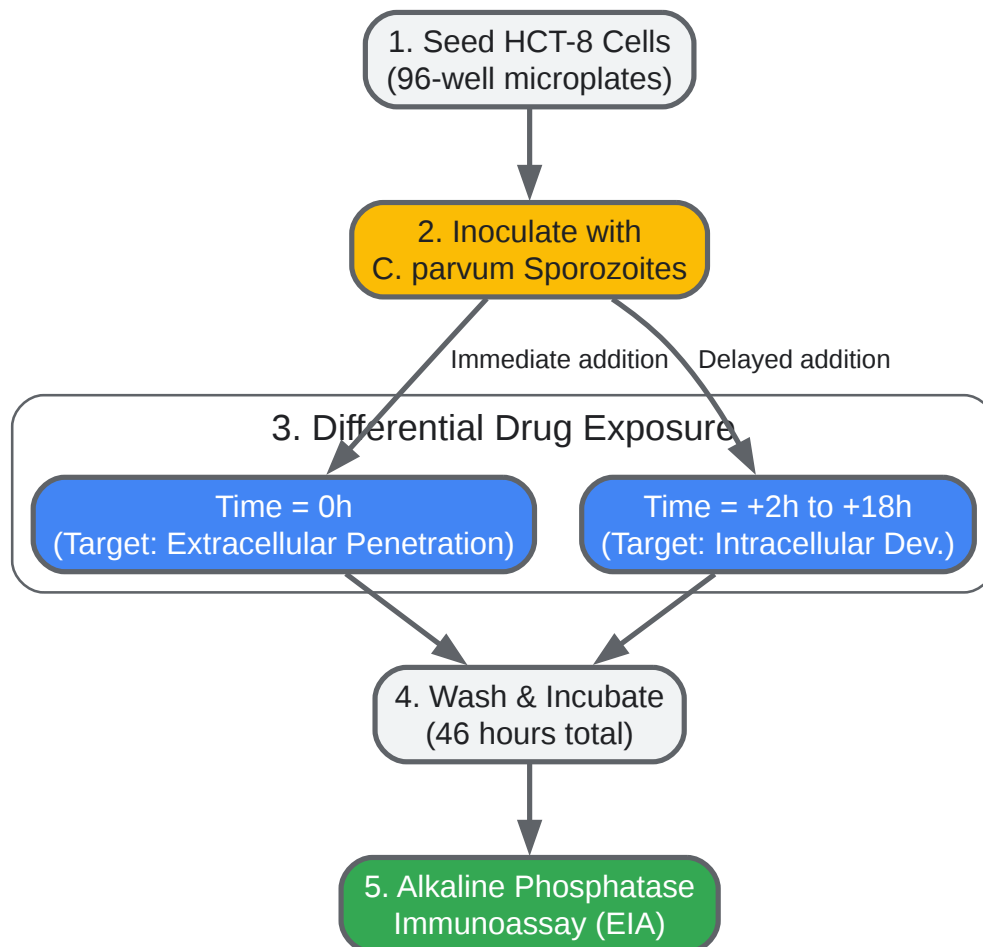 1. Seed HCT-8 Cells
(96-well microplates)
2. Inoculate with
C. parvum Sporozoites
Immediate addition
Delayed addition
3. Differential Drug Exposure
Time = 0h
(Target: Extracellular Penetration)
Time = +2h to +18h
(Target: Intracellular Dev.)
4. Wash & Incubate
(46 hours total)
5. Alkaline Phosphatase
Immunoassay (EIA)